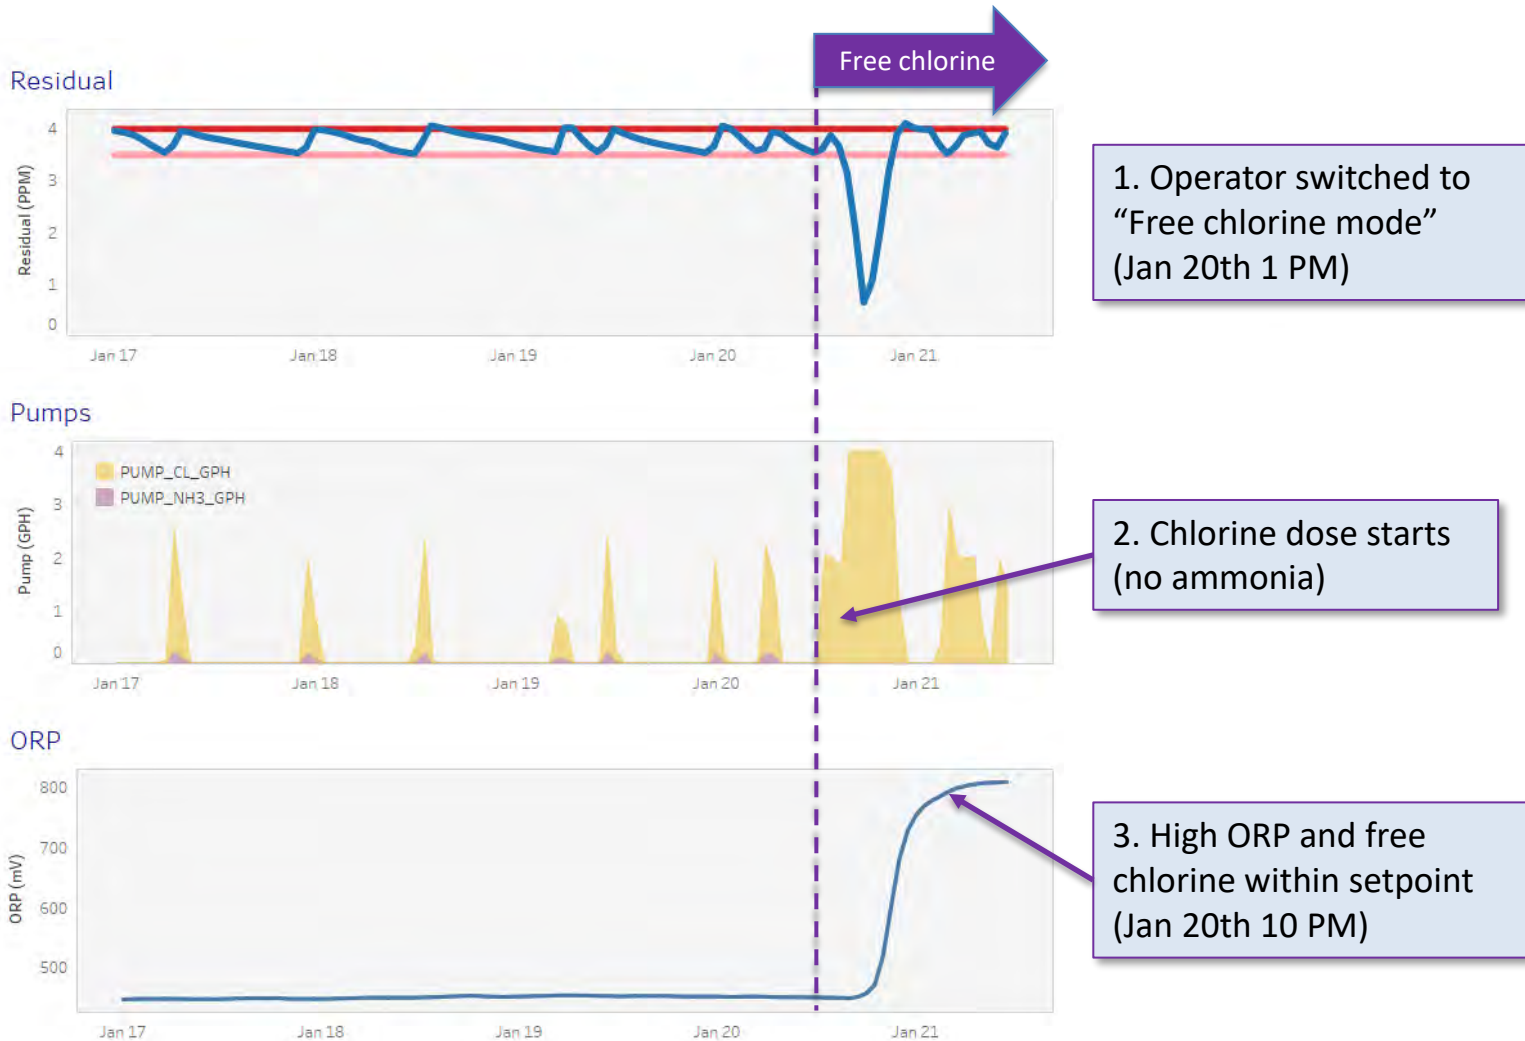 Free chlorine
Residual
4
3
2
1
0
Residual (PPM)
Jan 17
Jan 18
Jan 19
Jan 20
Jan 21
1. Operator switched to
“Free chlorine mode”
(Jan 20th 1 PM)
Pumps
4
3
2
1
0
Pump (GPH)
PUMP_CL_GPH
PUMP_NH3_GPH
Jan 17
Jan 18
Jan 19
Jan 20
Jan 21
2. Chlorine dose starts
(no ammonia)
ORP
800
700
600
500
ORP (mV)
Jan 17
Jan 18
Jan 19
Jan 20
Jan 21
3. High ORP and free
chlorine within setpoint
(Jan 20th 10 PM)